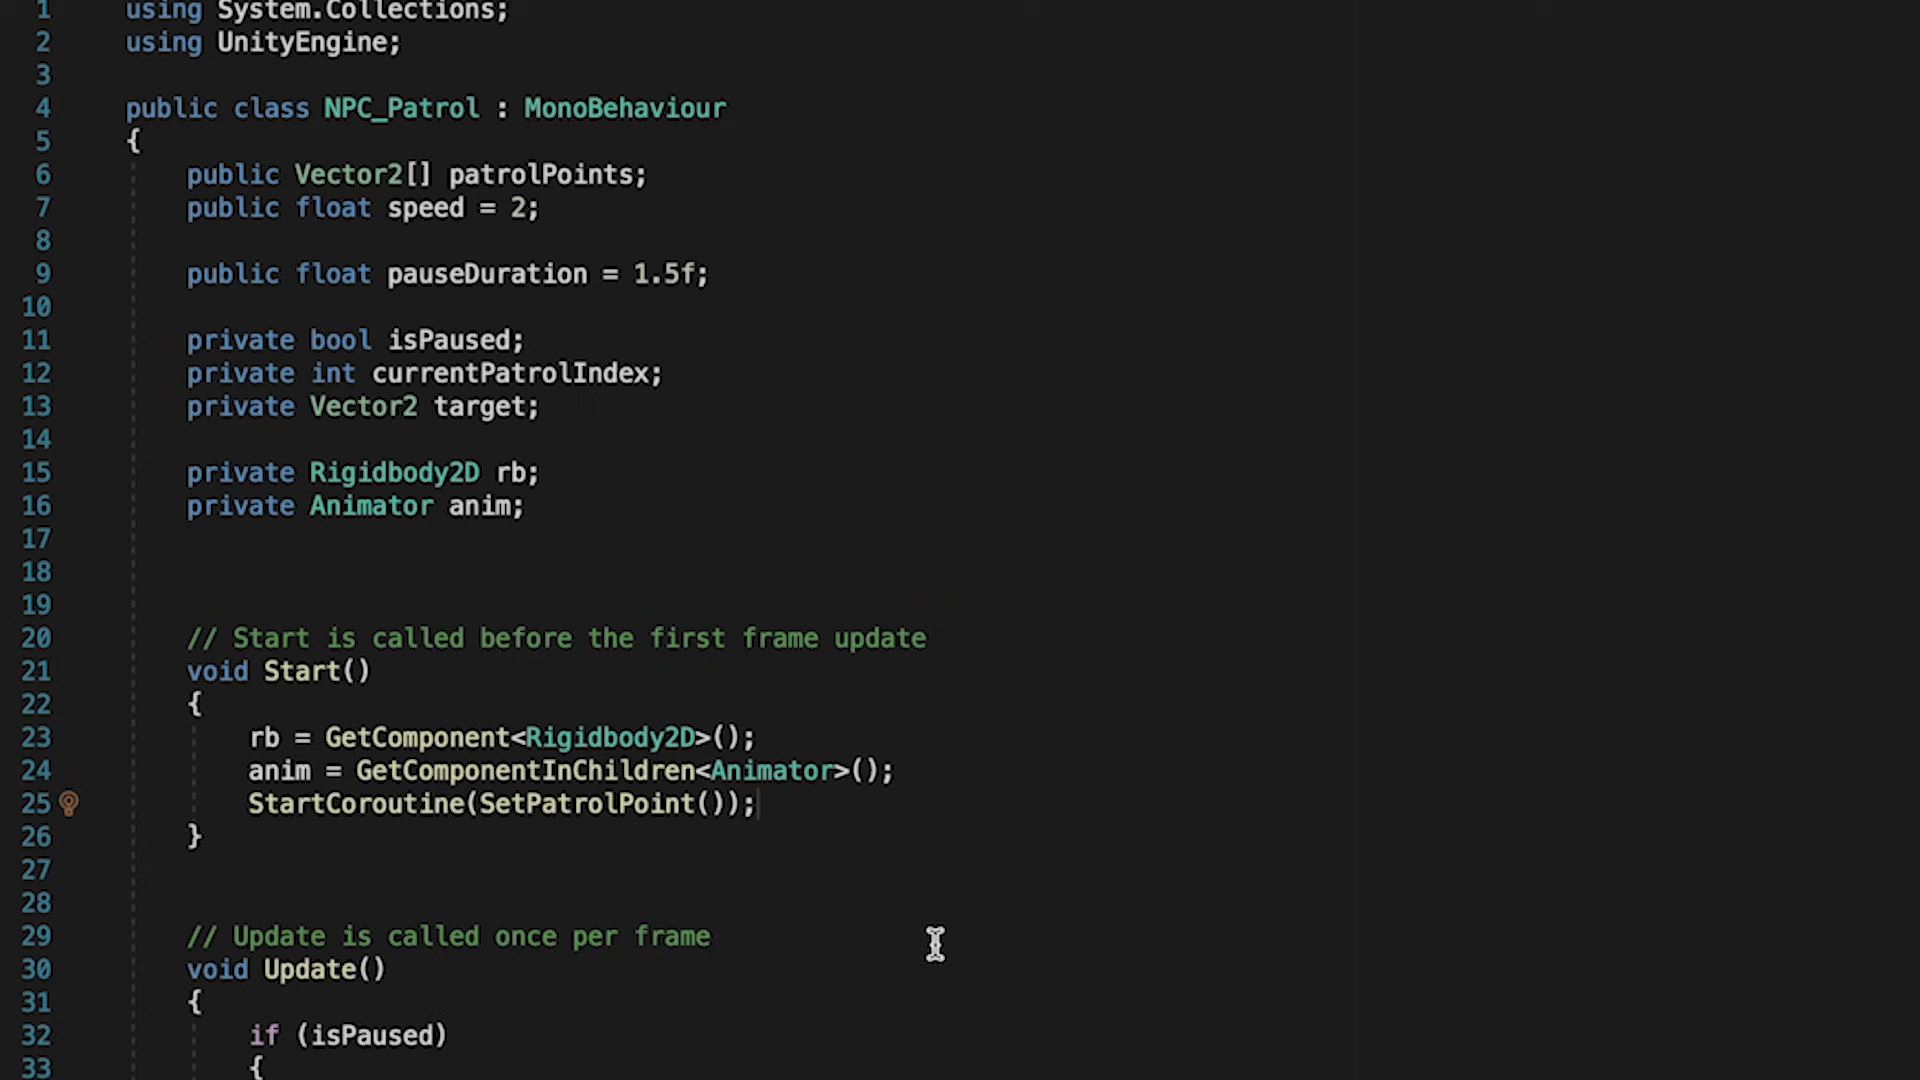 1 using System.Collections;
2 using UnityEngine;
3
4 public class NPC_Patrol : MonoBehaviour
5 {
6 public Vector2[] patrolPoints;
7 public float speed = 2;
8
9 public float pauseDuration = 1.5f;
10
11 private bool isPaused;
12 private int currentPatrolIndex;
13 private Vector2 target;
14
15 private Rigidbody2D rb;
16 private Animator anim;
17
18
19
20 // Start is called before the first frame update
21 void Start()
22 {
23 rb = GetComponent<Rigidbody2D>();
24 anim = GetComponentInChildren<Animator>();
25 StartCoroutine(SetPatrolPoint());
26 }
27
28
29 // Update is called once per frame
30 void Update()
31 {
32 if (isPaused)
33 {